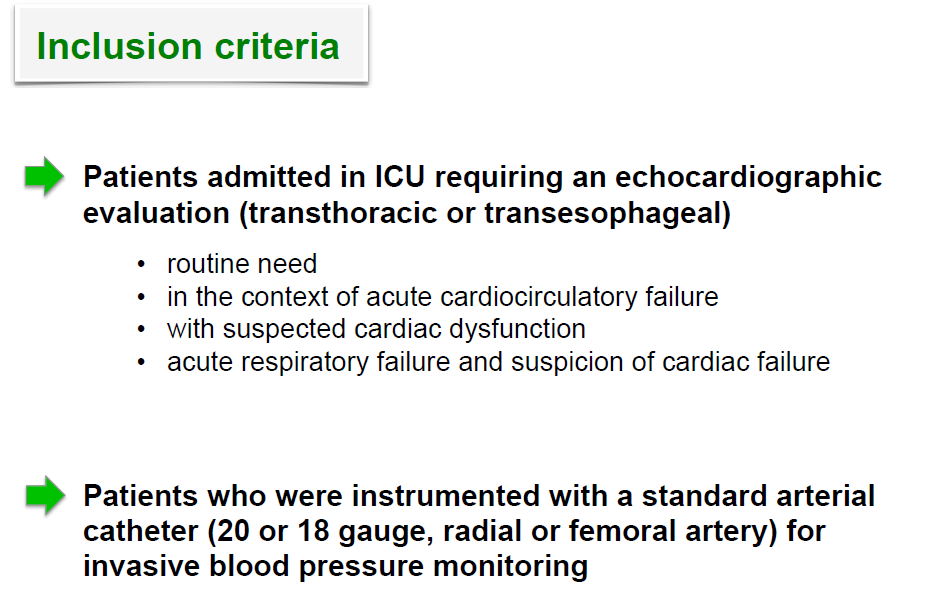 Inclusion criteria
Patients admitted in ICU requiring an echocardiographic
evaluation (transthoracic or transesophageal)
• routine need
• in the context of acute cardiocirculatory failure
• with suspected cardiac dysfunction
• acute respiratory failure and suspicion of cardiac failure
Patients who were instrumented with a standard arterial
catheter (20 or 18 gauge, radial or femoral artery) for
invasive blood pressure monitoring